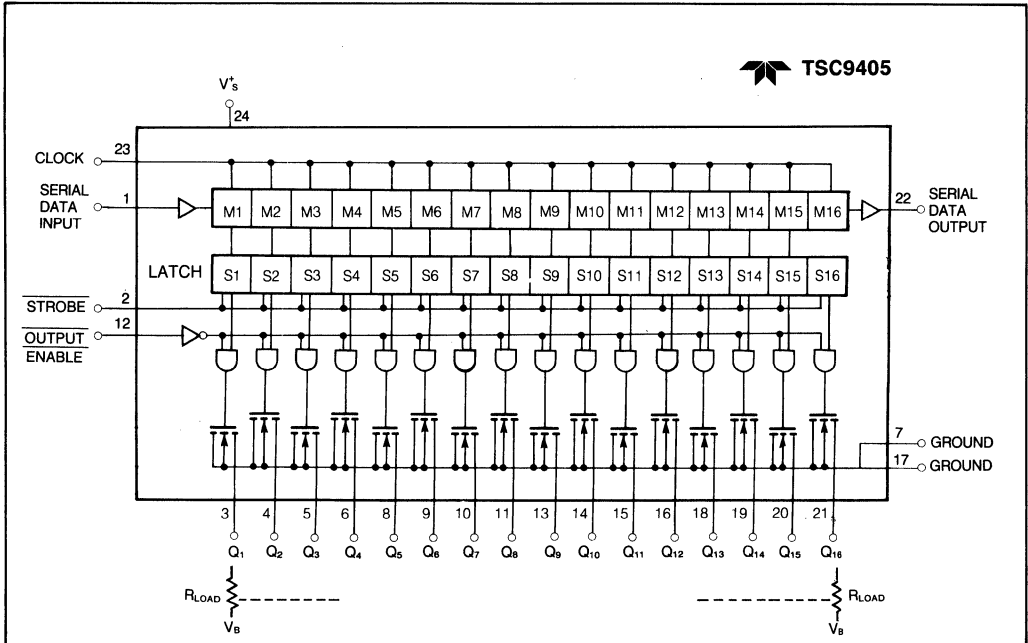 TSC9405
V⁺s
24
CLOCK 23
SERIAL DATA INPUT 1
M1 M2 M3 M4 M5 M6 M7 M8 M9 M10 M11 M12 M13 M14 M15 M16
22 SERIAL DATA OUTPUT
LATCH S1 S2 S3 S4 S5 S6 S7 S8 S9 S10 S11 S12 S13 S14 S15 S16
STROBE 2
OUTPUT ENABLE 12
7 GROUND
17 GROUND
3 4 5 6 8 9 10 11 13 14 15 16 18 19 20 21
Q1 Q2 Q3 Q4 Q5 Q6 Q7 Q8 Q9 Q10 Q11 Q12 Q13 Q14 Q15 Q16
RLOAD RLOAD
VB VB